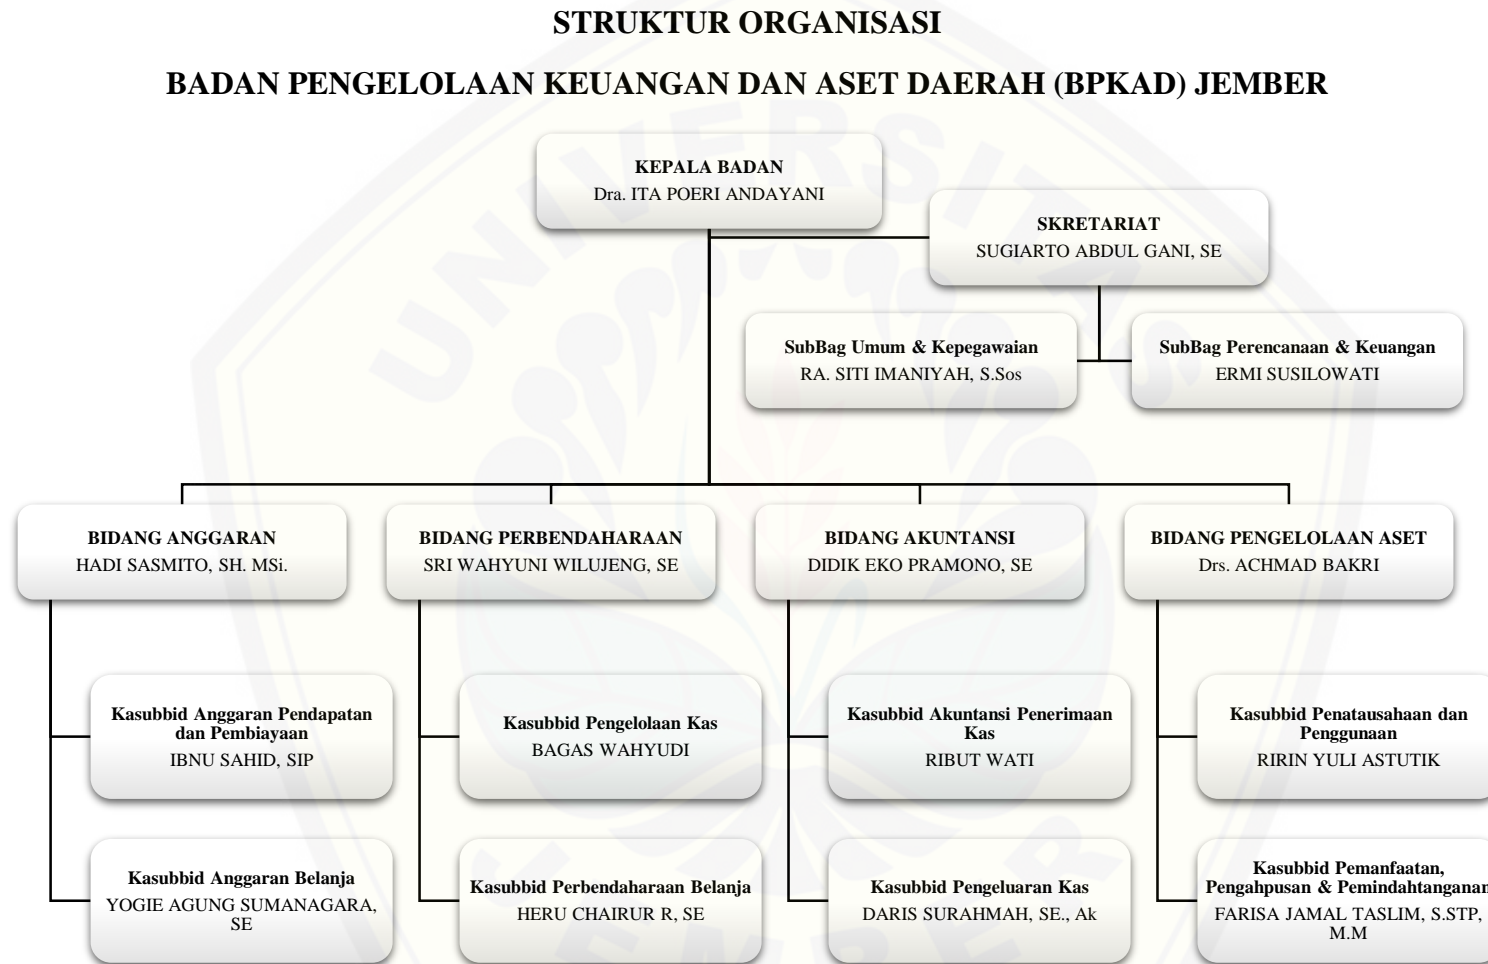 STRUKTUR ORGANISASI
BADAN PENGELOLAAN KEUANGAN DAN ASET DAERAH (BPKAD) JEMBER
KEPALA BADAN
Dra. ITA POERI ANDAYANI
SKRETARIAT
SUGIARTO ABDUL GANI, SE
SubBag Umum & Kepegawaian
RA. SITI IMANIYAH, S.Sos
SubBag Perencanaan & Keuangan
ERMI SUSILOWATI
BIDANG ANGGARAN
HADI SASMITO, SH. MSi.
BIDANG PERBENDAHARAAN
SRI WAHYUNI WILUJENG, SE
BIDANG AKUNTANSI
DIDIK EKO PRAMONO, SE
BIDANG PENGELOLAAN ASET
Drs. ACHMAD BAKRI
Kasubbid Anggaran Pendapatan
dan Pembiayaan
IBNU SAHID, SIP
Kasubbid Pengelolaan Kas
BAGAS WAHYUDI
Kasubbid Akuntansi Penerimaan
Kas
RIBUT WATI
Kasubbid Penatausahaan dan
Penggunaan
RIRIN YULI ASTUTIK
Kasubbid Anggaran Belanja
YOGIE AGUNG SUMANAGARA,
SE
Kasubbid Perbendaharaan Belanja
HERU CHAIRUR R, SE
Kasubbid Pengeluaran Kas
DARIS SURAHMAH, SE., Ak
Kasubbid Pemanfaatan,
Pengahpusan & Pemindahtanganan
FARISA JAMAL TASLIM, S.STP,
M.M
UNIVERSITAS
JEMBER